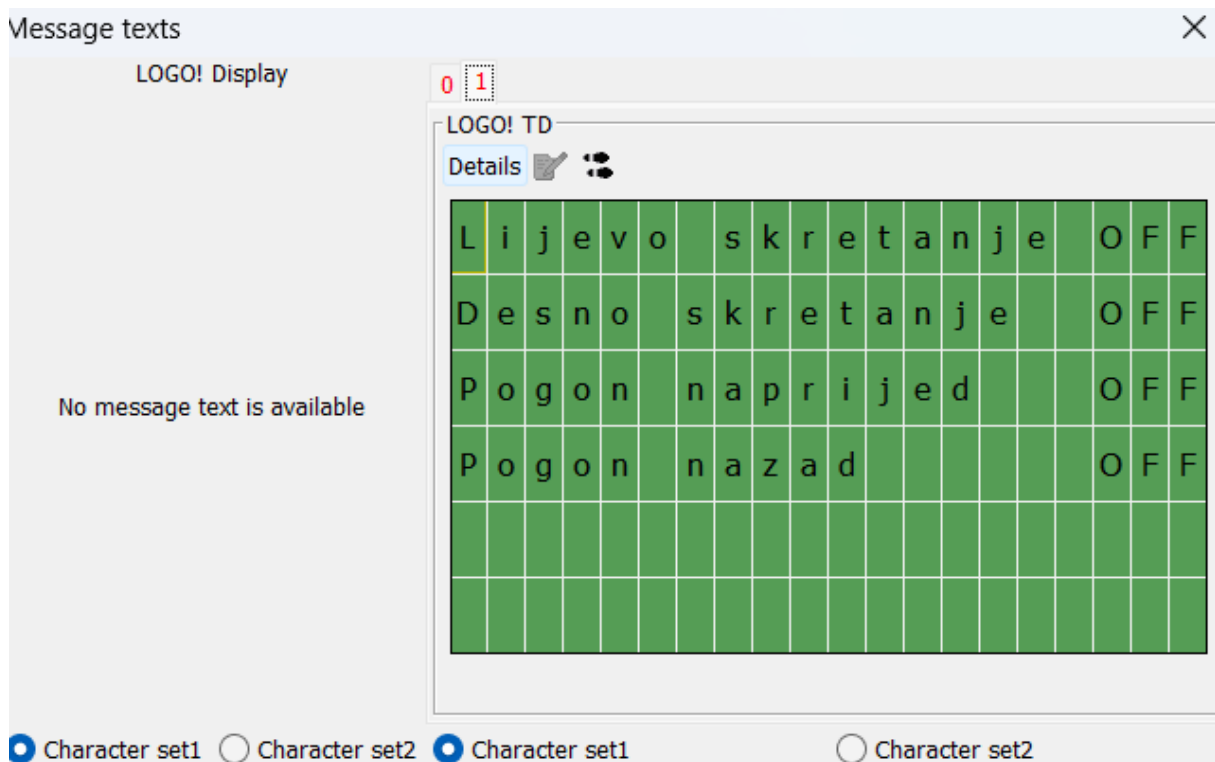 Message texts
LOGO! Display
0 1
LOGO! TD
Details
Lijevo skretanje OFF
Desno skretanje OFF
Pogon naprijed OFF
Pogon nazad OFF
No message text is available
Character set1 Character set2 Character set1 Character set2